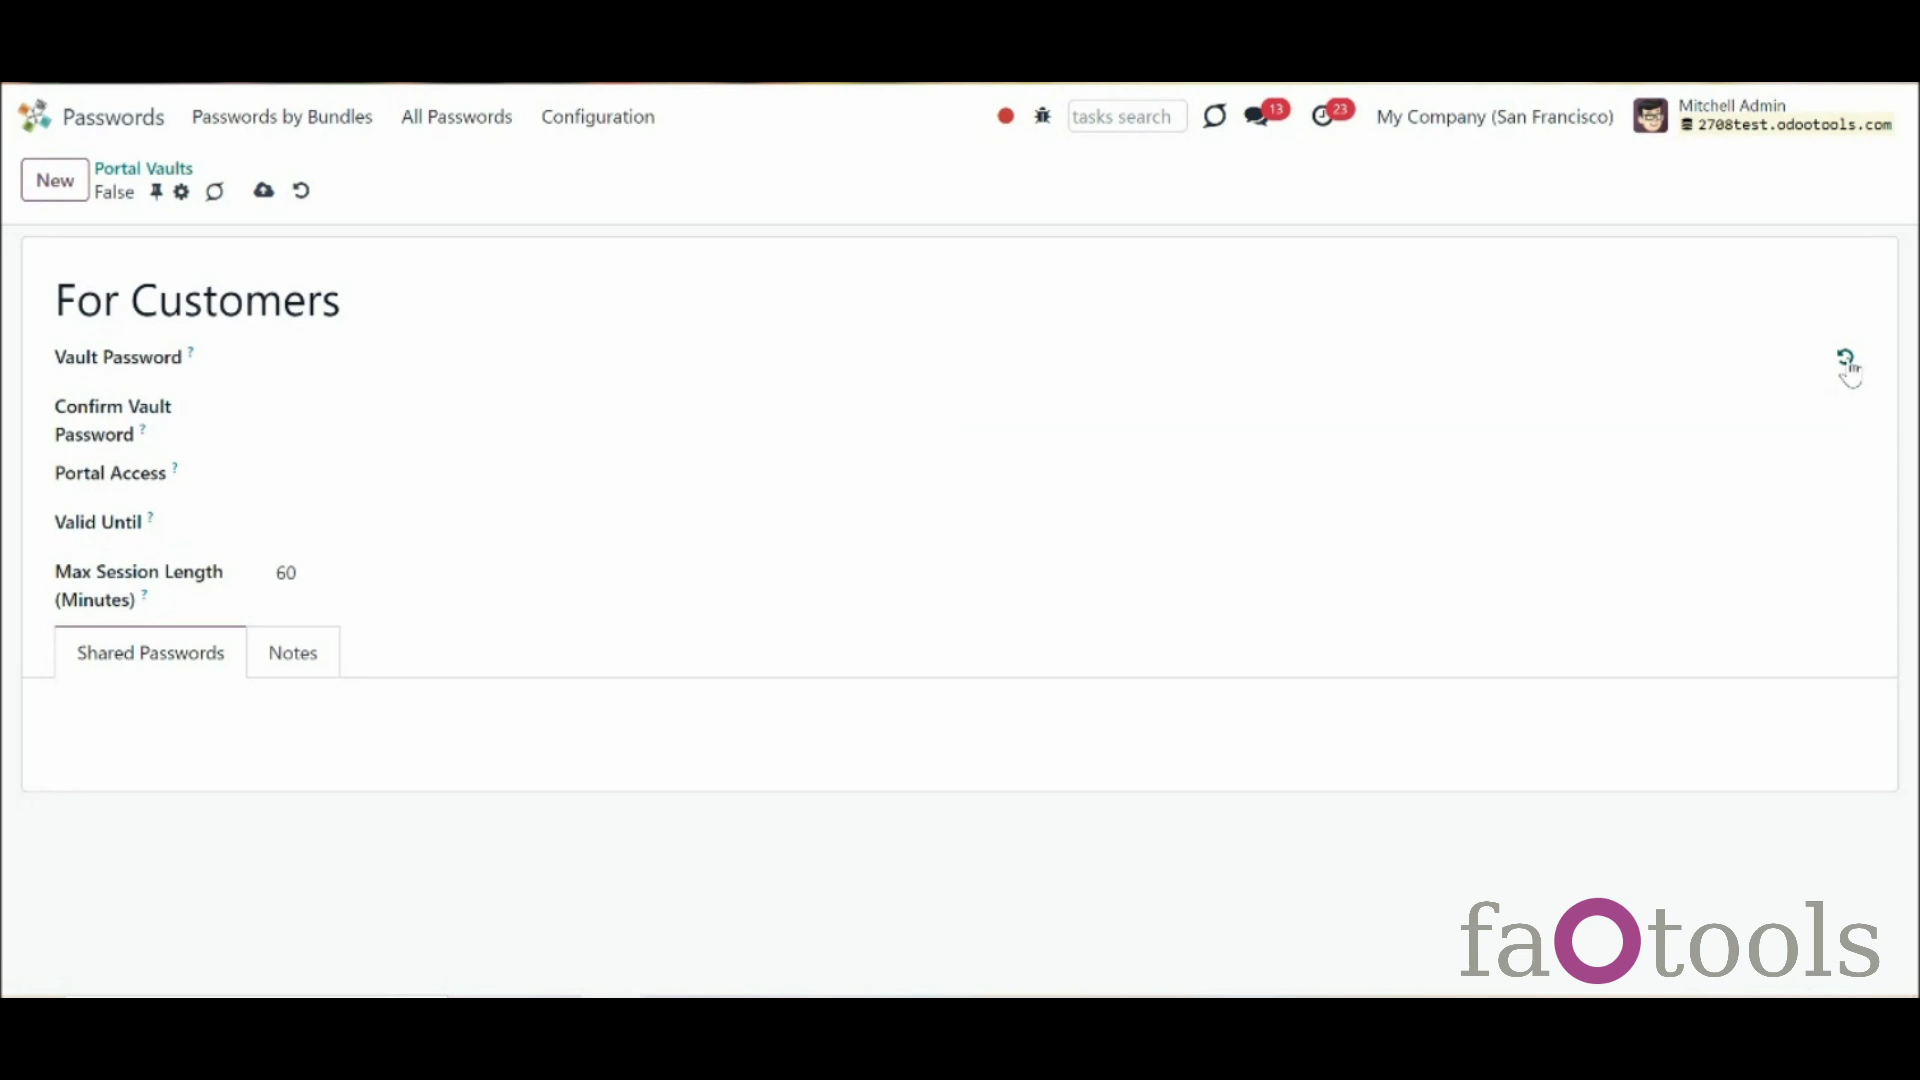 Passwords Passwords by Bundles All Passwords Configuration tasks search 13 23 My Company (San Francisco) Mitchell Admin
2708test.odootools.com
New Portal Vaults
False
For Customers
Vault Password ?
Confirm Vault
Password ?
Portal Access ?
Valid Until ?
Max Session Length 60
(Minutes) ?
Shared Passwords Notes
faOtools